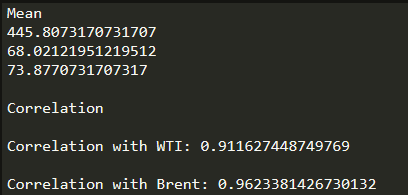 Mean
445.8073170731707
68.02121951219512
73.8770731707317
Correlation
Correlation with WTI: 0.911627448749769
Correlation with Brent: 0.9623381426730132